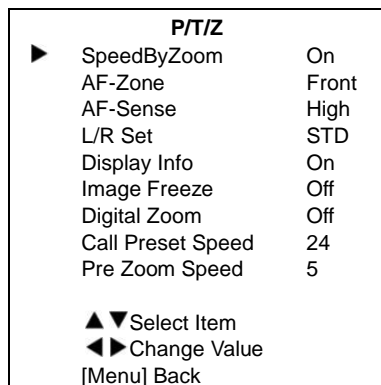 P/T/Z
▶ SpeedByZoom On
AF-Zone Front
AF-Sense High
L/R Set STD
Display Info On
Image Freeze Off
Digital Zoom Off
Call Preset Speed 24
Pre Zoom Speed 5
▲▼Select Item
◀▶Change Value
[Menu] Back